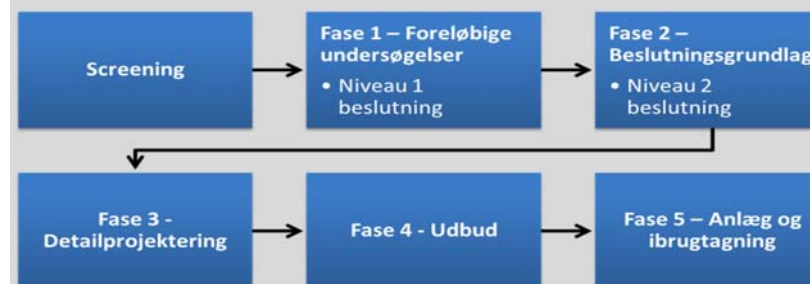 Screening
Fase 1 – Foreløbige
undersøgelser
• Niveau 1
beslutning
Fase 2 –
Beslutningsgrundlag
• Niveau 2
beslutning
Fase 3 -
Detailprojektering
Fase 4 - Udbud
Fase 5 – Anlæg og
ibrugtagning